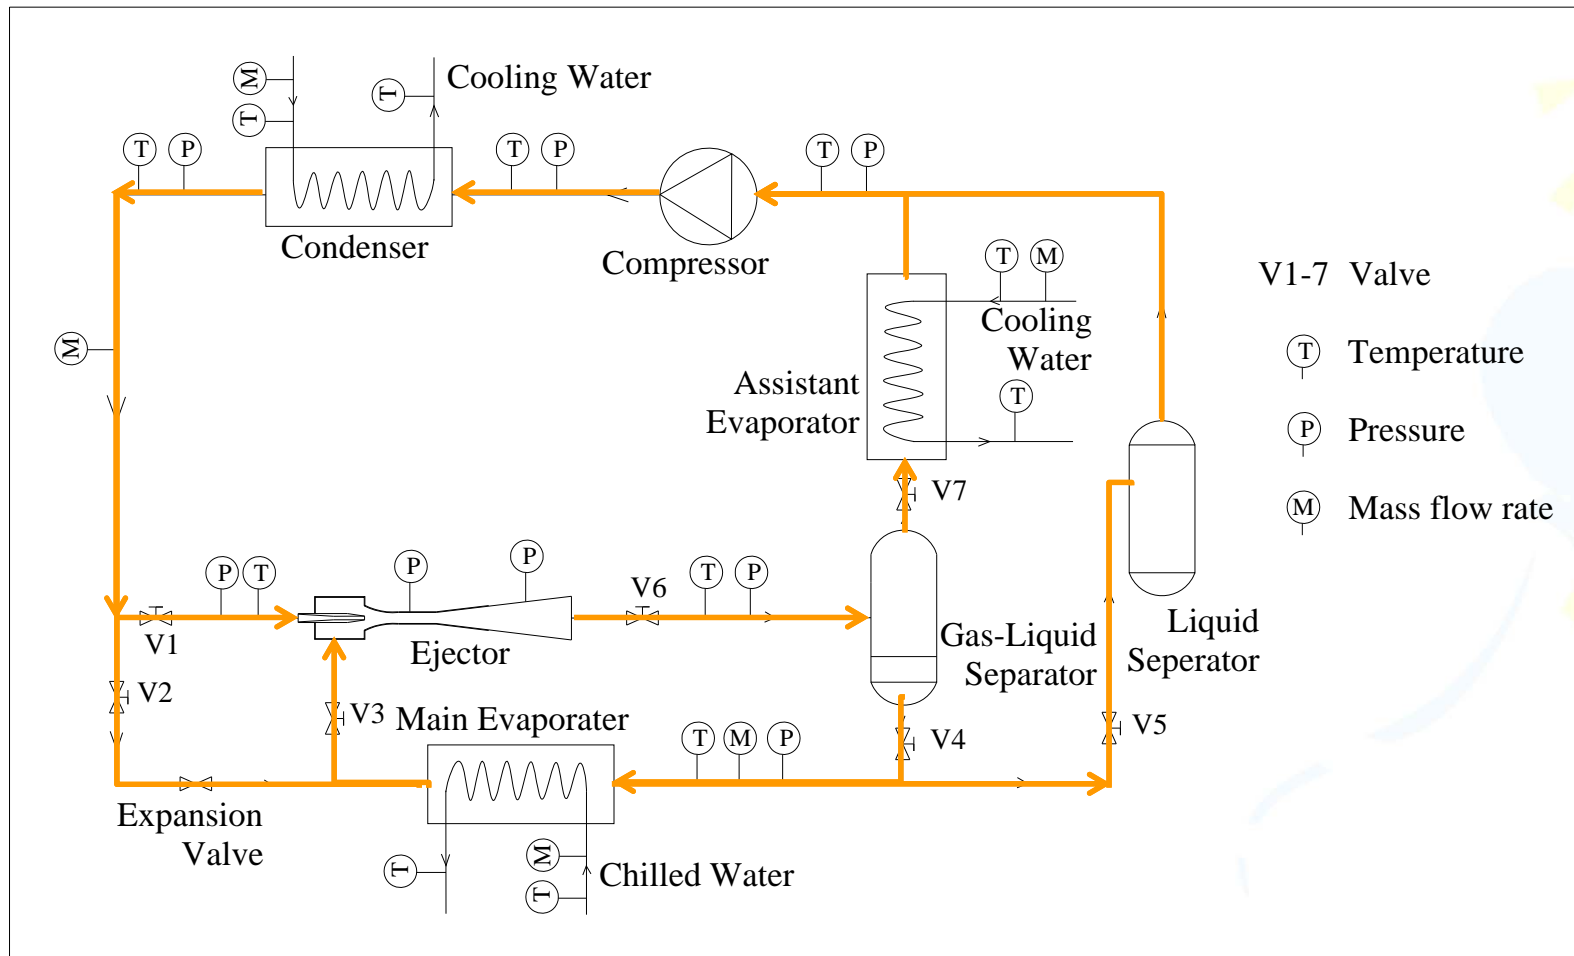 M
T
Cooling Water
T
T
P
Condenser
T
P
Compressor
T
P
T
M
Cooling
Water
T
Assistant
Evaporator
V7
V1-7 Valve
T Temperature
P Pressure
M Mass flow rate
M
P
T
V1
P
P
Ejector
V6
T
P
Gas-Liquid
Separator
Liquid
Seperator
V2
V3
Main Evaporater
T
M
P
V4
V5
Expansion
Valve
T
M
T
Chilled Water